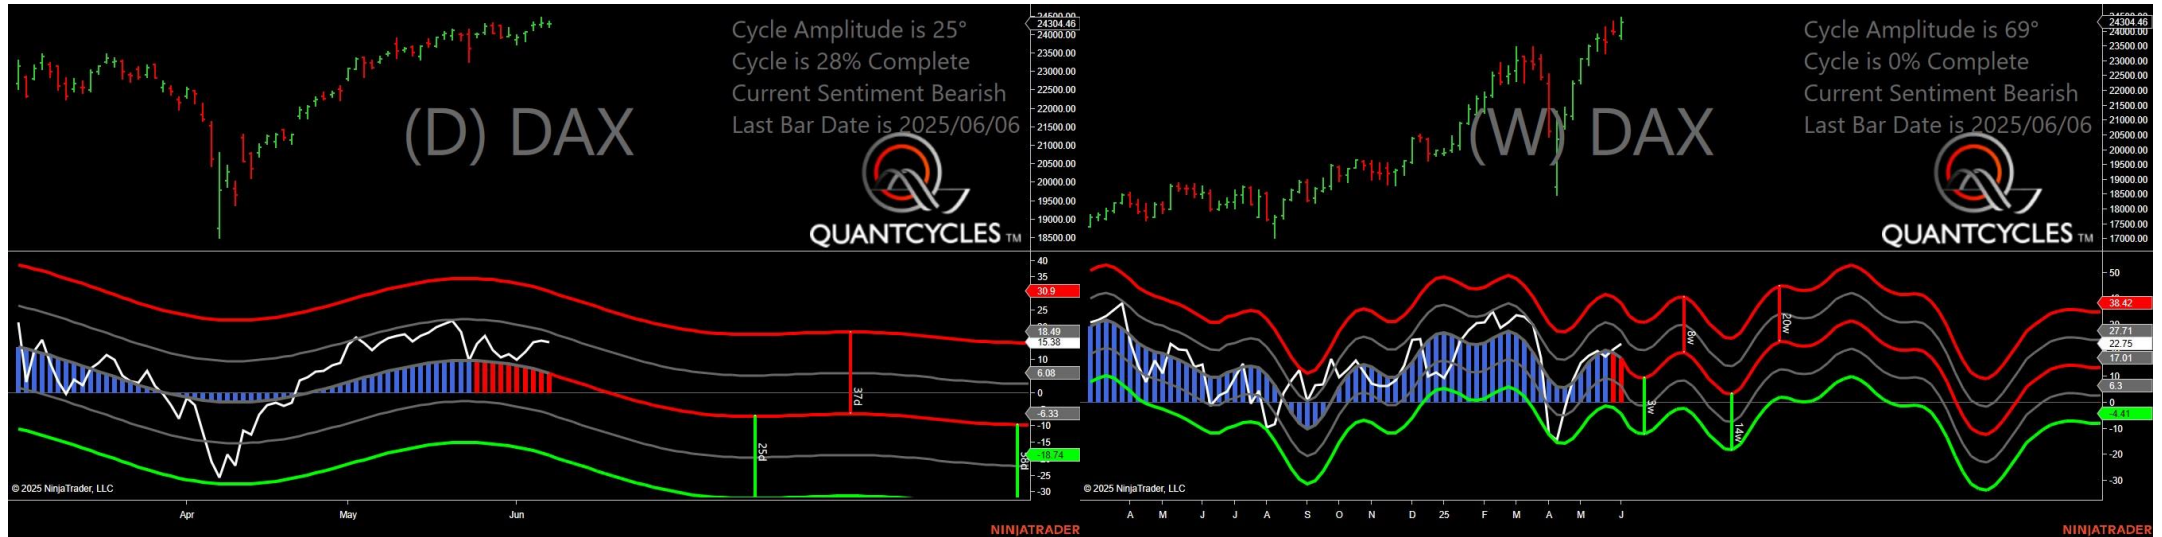 Cycle Amplitude is 25°
Cycle is 28% Complete
Current Sentiment Bearish
Last Bar Date is 2025/06/06
(D) DAX
QUANTCYCLES TM
24500.00
24304.46
24000.00
23500.00
23000.00
22500.00
22000.00
21500.00
21000.00
20500.00
20000.00
19500.00
19000.00
18500.00
40
35
30.9
25
18.49
15.38
10
6.08
0
-6.33
-10
-15
-18.74
-25
-30
37d
25d
© 2025 NinjaTrader, LLC
Apr May Jun
NINJATRADER
Cycle Amplitude is 69°
Cycle is 0% Complete
Current Sentiment Bearish
Last Bar Date is 2025/06/06
(W) DAX
QUANTCYCLES TM
24304.46
24000.00
23500.00
23000.00
22500.00
22000.00
21500.00
21000.00
20500.00
20000.00
19500.00
19000.00
18500.00
18000.00
17500.00
17000.00
50
38.42
27.71
22.75
17.01
10
6.3
0
-4.41
-10
-20
-30
8w
20w
3w
14w
© 2025 NinjaTrader, LLC
A M J J A S O N D 25 F M A M J
NINJATRADER